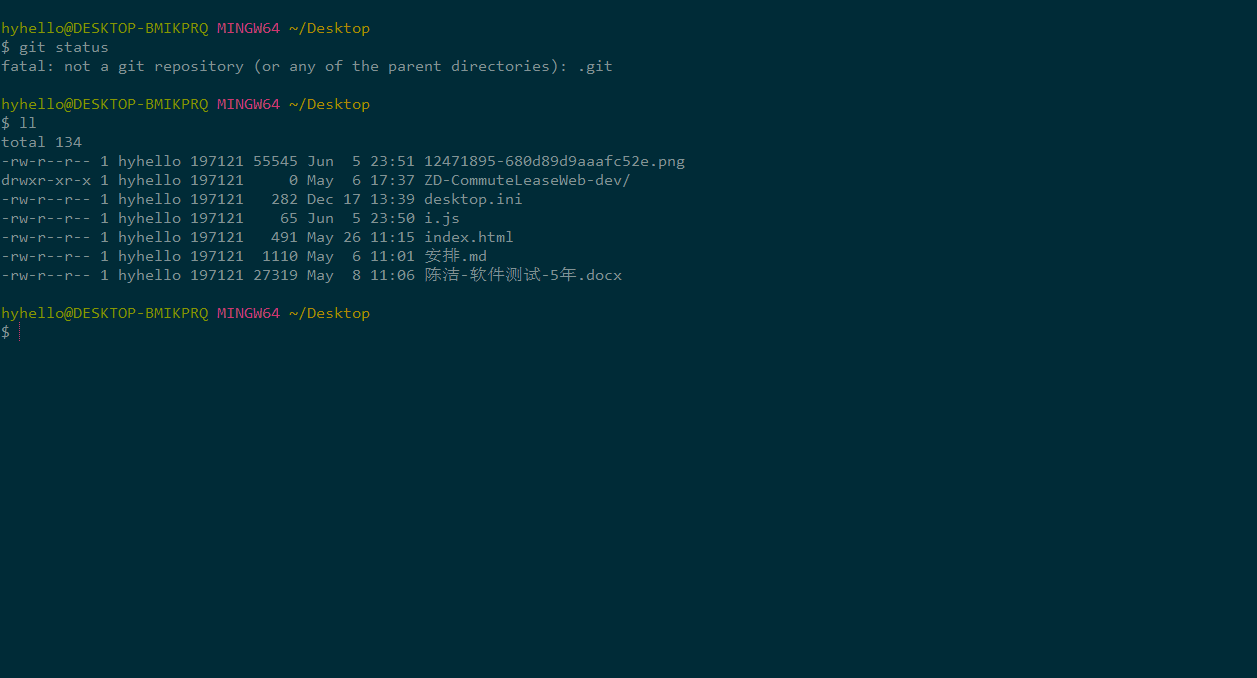 hyhello@DESKTOP-BMIKPRQ MINGW64 ~/Desktop
$ git status
fatal: not a git repository (or any of the parent directories): .git
hyhello@DESKTOP-BMIKPRQ MINGW64 ~/Desktop
$ ll
total 134
-rw-r--r-- 1 hyhello 197121 55545 Jun  5 23:51 12471895-680d89d9aaafc52e.png
drwxr-xr-x 1 hyhello 197121     0 May  6 17:37 ZD-CommuteLeaseWeb-dev/
-rw-r--r-- 1 hyhello 197121   282 Dec 17 13:39 desktop.ini
-rw-r--r-- 1 hyhello 197121    65 Jun  5 23:50 i.js
-rw-r--r-- 1 hyhello 197121   491 May 26 11:15 index.html
-rw-r--r-- 1 hyhello 197121  1110 May  6 11:01 安排.md
-rw-r--r-- 1 hyhello 197121 27319 May  8 11:06 陈洁-软件测试-5年.docx
hyhello@DESKTOP-BMIKPRQ MINGW64 ~/Desktop
$